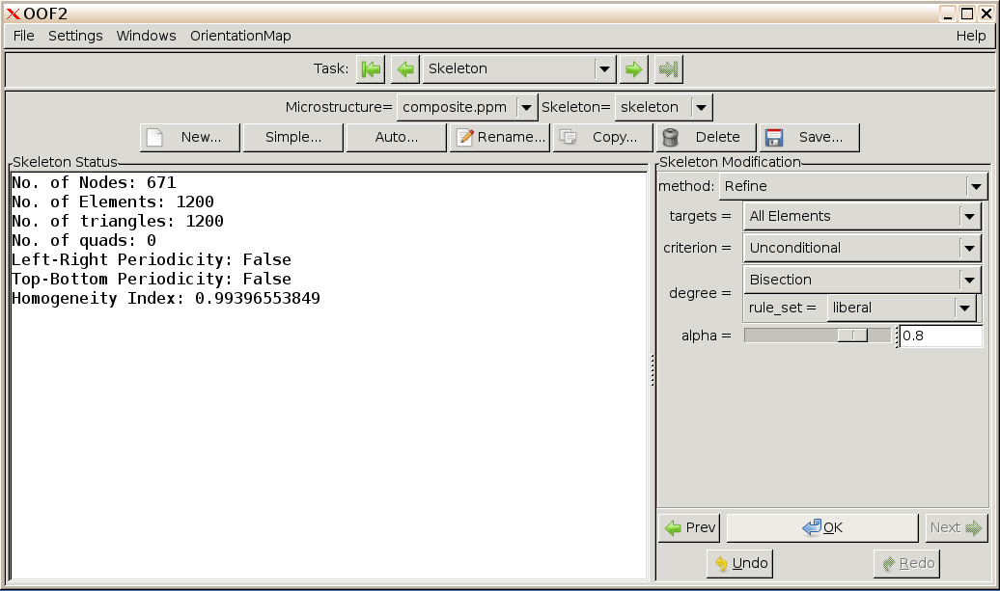 OOF2
File Settings Windows OrientationMap Help
Task: Skeleton
Microstructure= composite.ppm Skeleton= skeleton
New... Simple... Auto... Rename... Copy... Delete Save...
Skeleton Status
No. of Nodes: 671
No. of Elements: 1200
No. of triangles: 1200
No. of quads: 0
Left-Right Periodicity: False
Top-Bottom Periodicity: False
Homogeneity Index: 0.99396553849
Skeleton Modification
method: Refine
targets = All Elements
criterion = Unconditional
degree = Bisection
rule_set = liberal
alpha = 0.8
Prev OK Next
Undo Redo